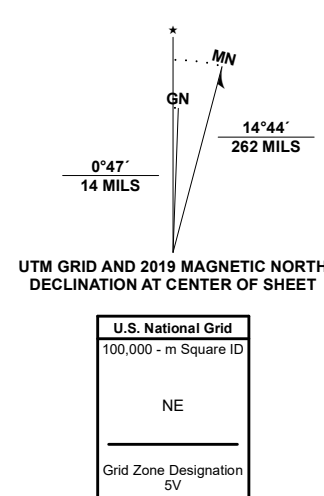 ★
MN
GN
14°44´
262 MILS
0°47´
14 MILS
UTM GRID AND 2019 MAGNETIC NORTH
DECLINATION AT CENTER OF SHEET
U.S. National Grid
100,000 - m Square ID
NE
Grid Zone Designation
5V